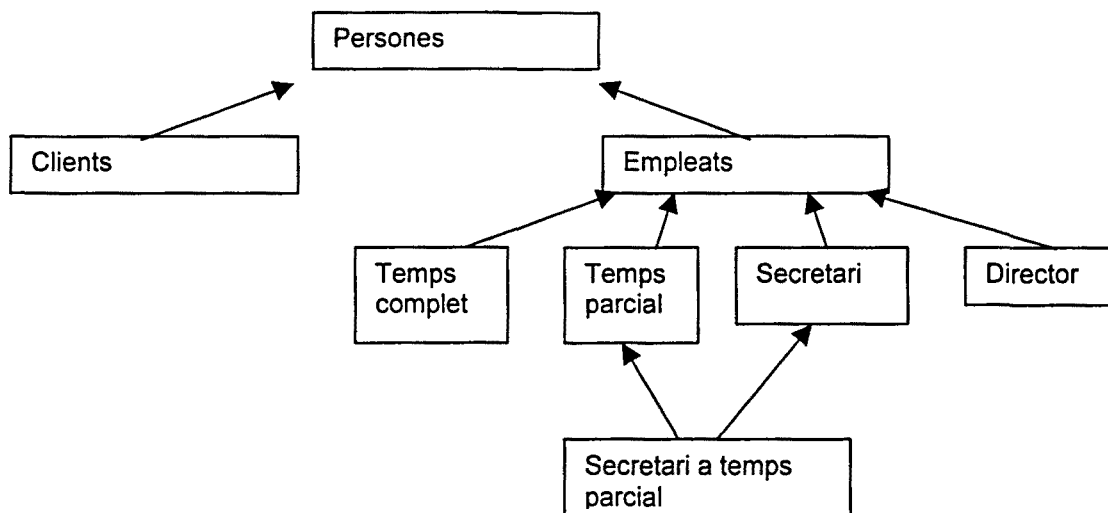 Persones
Clients
Empleats
Temps
complet
Temps
parcial
Secretari
Director
Secretari a temps
parcial